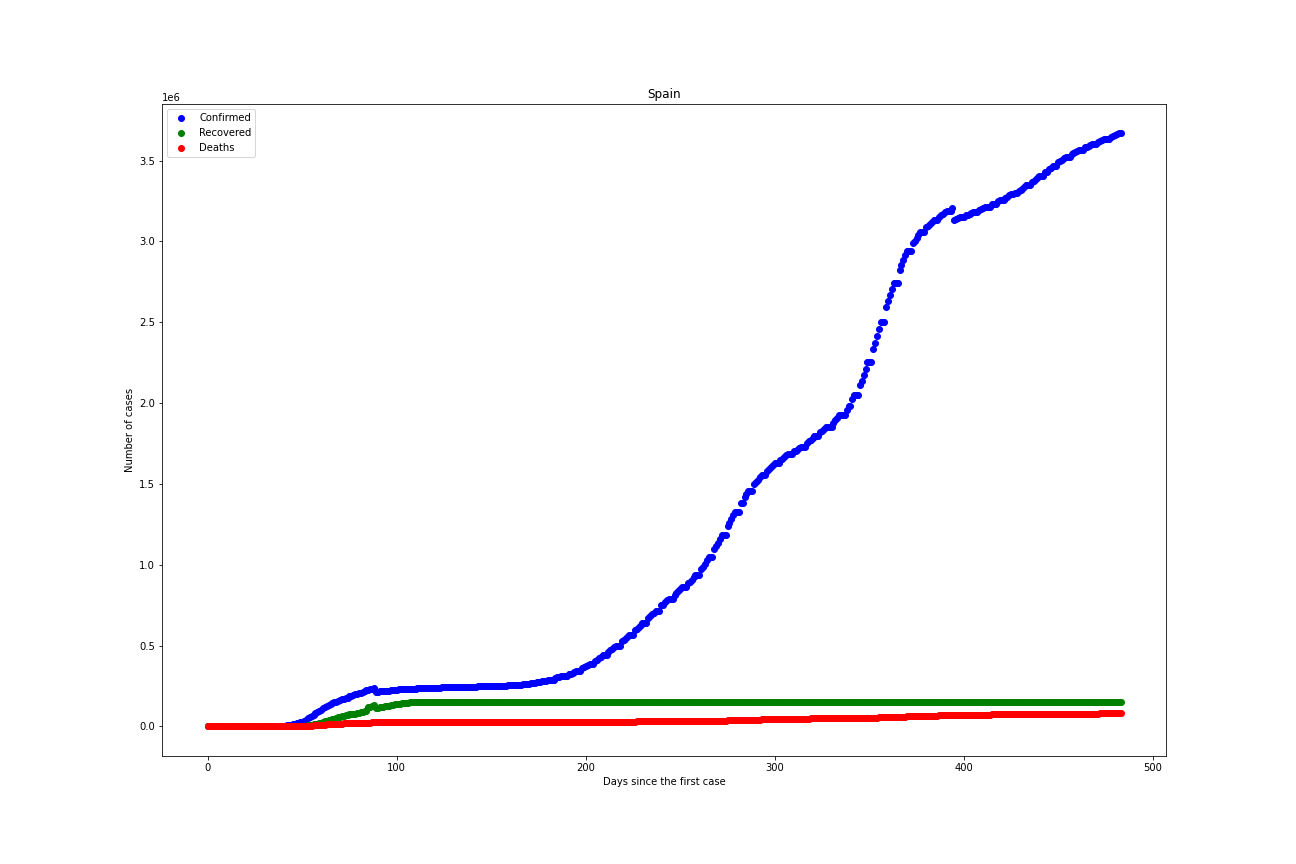 Spain
1e6
Confirmed
Recovered
Deaths
3.5
3.0
2.5
2.0
1.5
1.0
0.5
0.0
Number of cases
0 100 200 300 400 500
Days since the first case